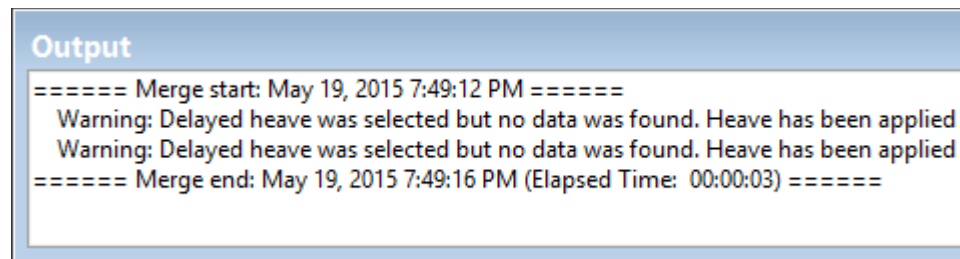 Output
====== Merge start: May 19, 2015 7:49:12 PM ======
Warning: Delayed heave was selected but no data was found. Heave has been applied
Warning: Delayed heave was selected but no data was found. Heave has been applied
====== Merge end: May 19, 2015 7:49:16 PM (Elapsed Time:  00:00:03) ======